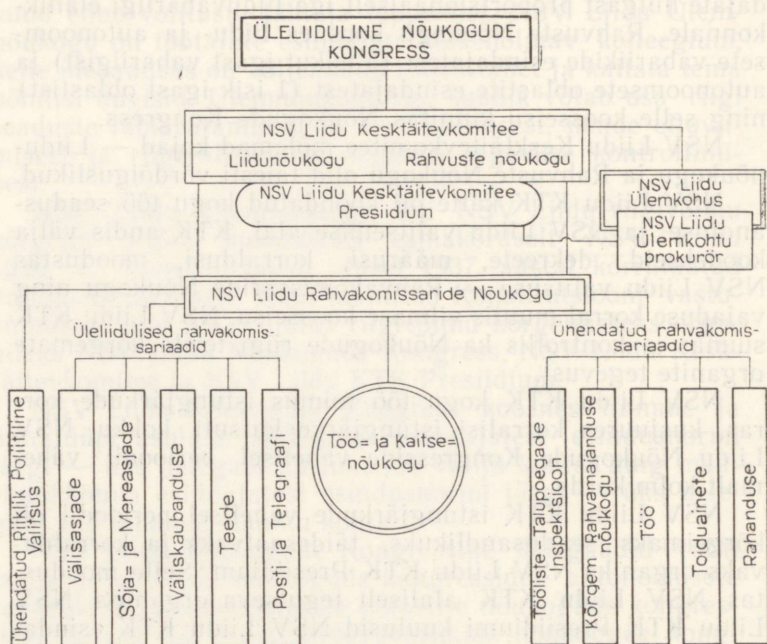 ÜLELIIDULINE NÕUKOGUDE
KONGRESS
NSV Liidu Kesktäitevkomitee
Liidunõukogu Rahvuste nõukogu
NSV Liidu Kesktäitevkomitee
Presiidium
NSV Liidu
Ülemkohus
NSV Liidu
Ülemkohtu
prokurör
NSV Liidu Rahvakomissaride Nõukogu
Üleliidulised rahvakomis-
sariaadid
Ühendatud rahvakomis-
sariaadid
Ühendatud Riiklik Poliitiline
Valitsus
Välisasjade
Sõja= ja Mereasjade
Väliskaubanduse
Teede
Posti ja Telegraafi
Töö= ja Kaitse=
nõukogu
Tööliste=Talupoegade
Inspektsioon
Kõrgem Rahvamajanduse
nõukogu
Töö
Toiduainete
Rahanduse